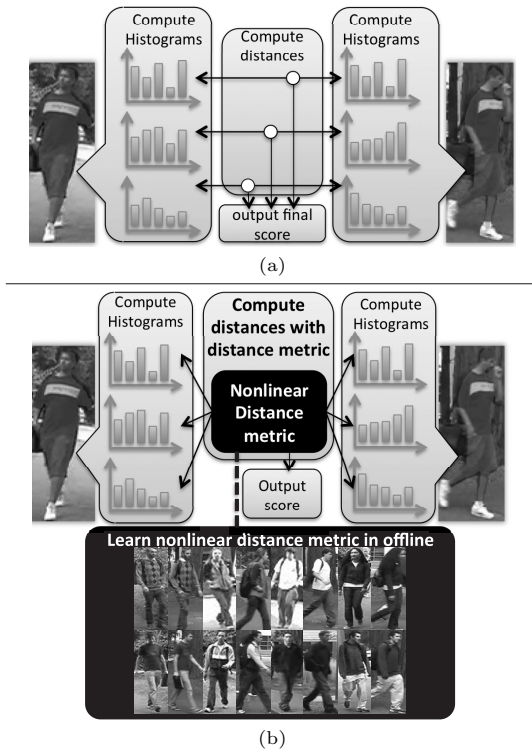 Compute
Histograms
Compute
distances
Compute
Histograms
output final
score
(a)
Compute
Histograms
Compute
distances with
distance metric
Compute
Histograms
Nonlinear
Distance
metric
Output
score
Learn nonlinear distance metric in offline
(b)